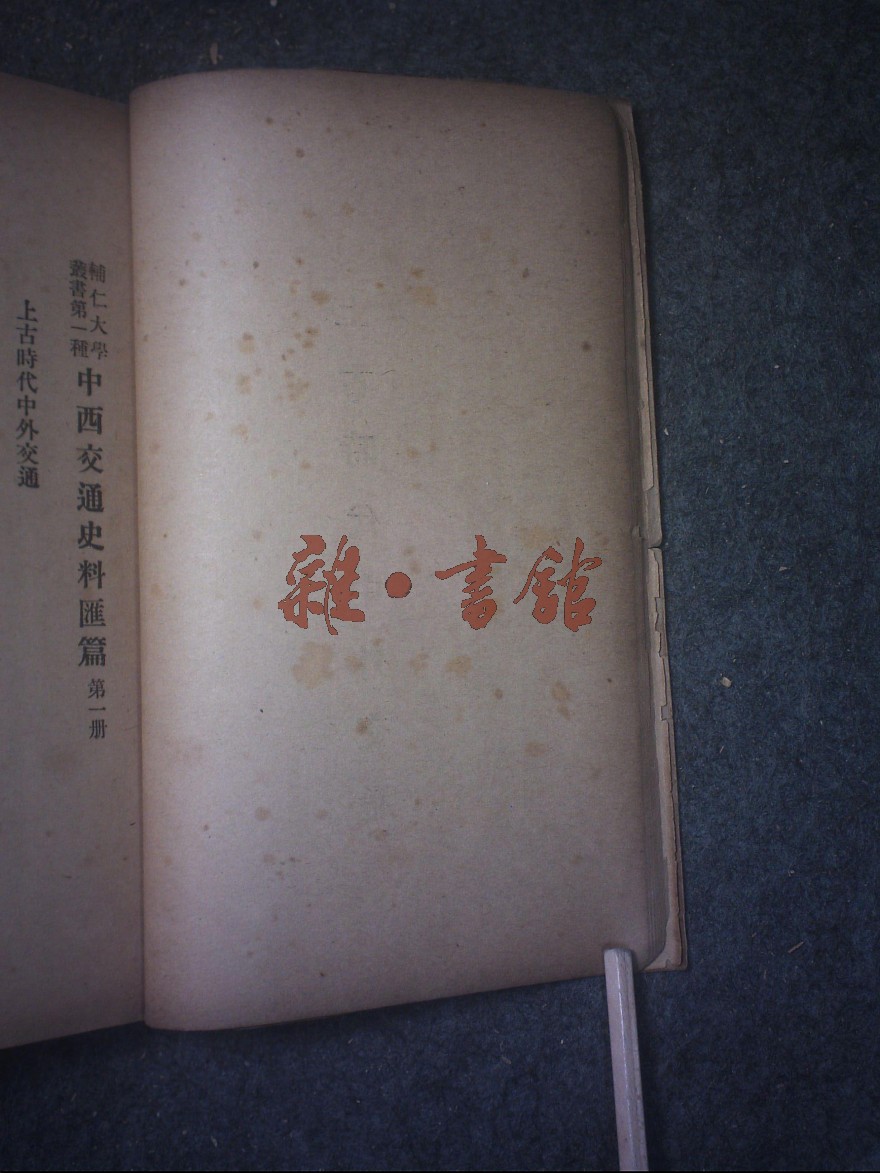 輔仁大學
叢書第一種
中西交通史料匯篇
第一册
上古時代中外交通
雜·書館